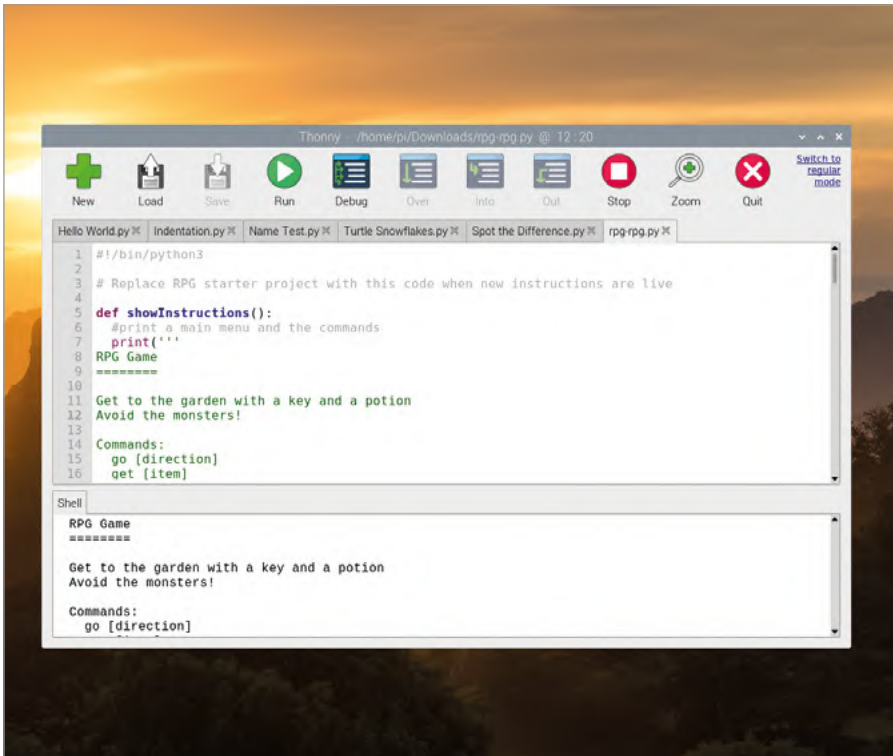 Thonny - /home/pi/Downloads/rpg-rpg.py @ 12:20
New Load Save Run Debug Over Into Out Stop Zoom Quit
Switch to
regular
mode
Hello World.py Indentation.py Name Test.py Turtle Snowflakes.py Spot the Difference.py rpg-rpg.py
1 #!/bin/python3
2
3 # Replace RPG starter project with this code when new instructions are live
4
5 def showInstructions():
6   #print a main menu and the commands
7   print('''
8 RPG Game
9 ========
10
11 Get to the garden with a key and a potion
12 Avoid the monsters!
13
14 Commands:
15   go [direction]
16   get [item]
Shell
RPG Game
========
Get to the garden with a key and a potion
Avoid the monsters!
Commands:
  go [direction]